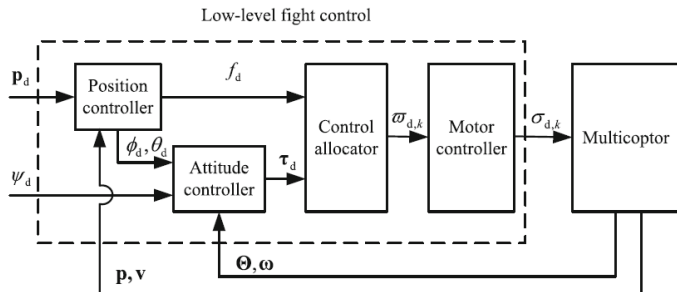 Low-level fight control
p_d
Position
controller
f_d
ϕ_d, θ_d
ψ_d
Attitude
controller
τ_d
Control
allocator
ϖ_d,k
Motor
controller
σ_d,k
Multicoptor
Θ, ω
p, v